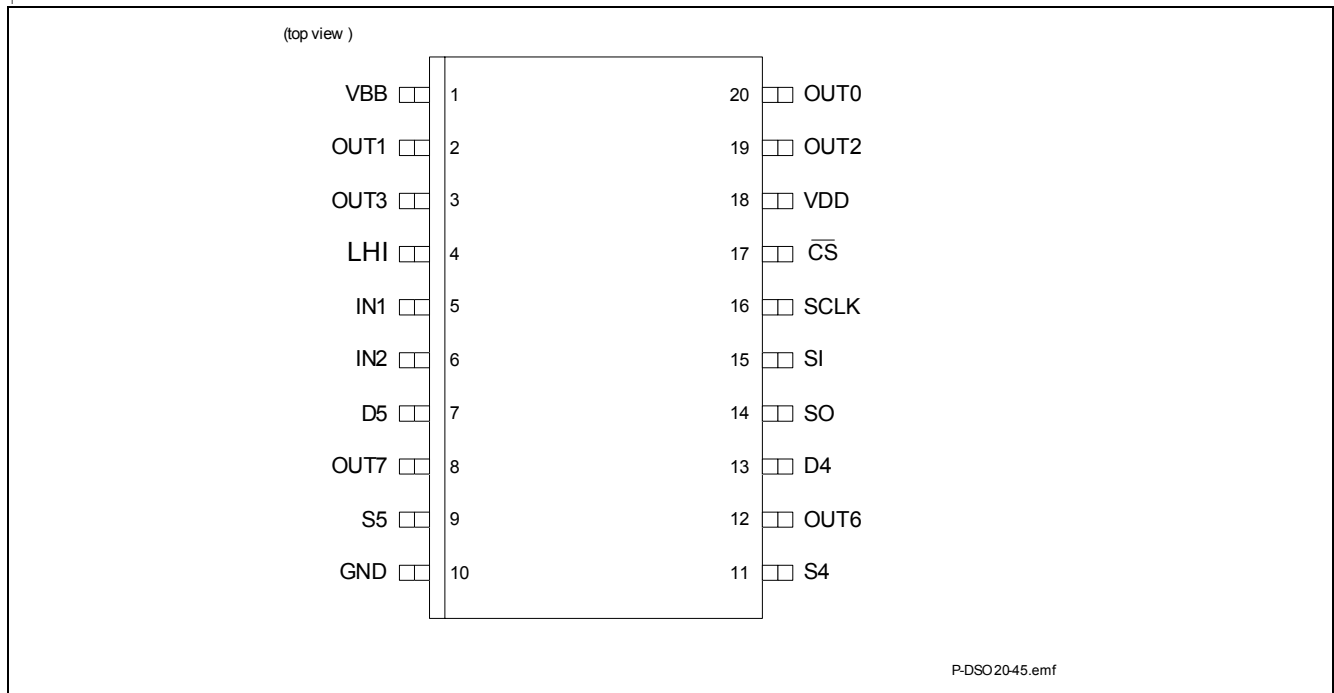 (top view )
VBB 1 20 OUT0
OUT1 2 19 OUT2
OUT3 3 18 VDD
LHI 4 17 C̅S̅
IN1 5 16 SCLK
IN2 6 15 SI
D5 7 14 SO
OUT7 8 13 D4
S5 9 12 OUT6
GND 10 11 S4
P-DSO20-45.emf